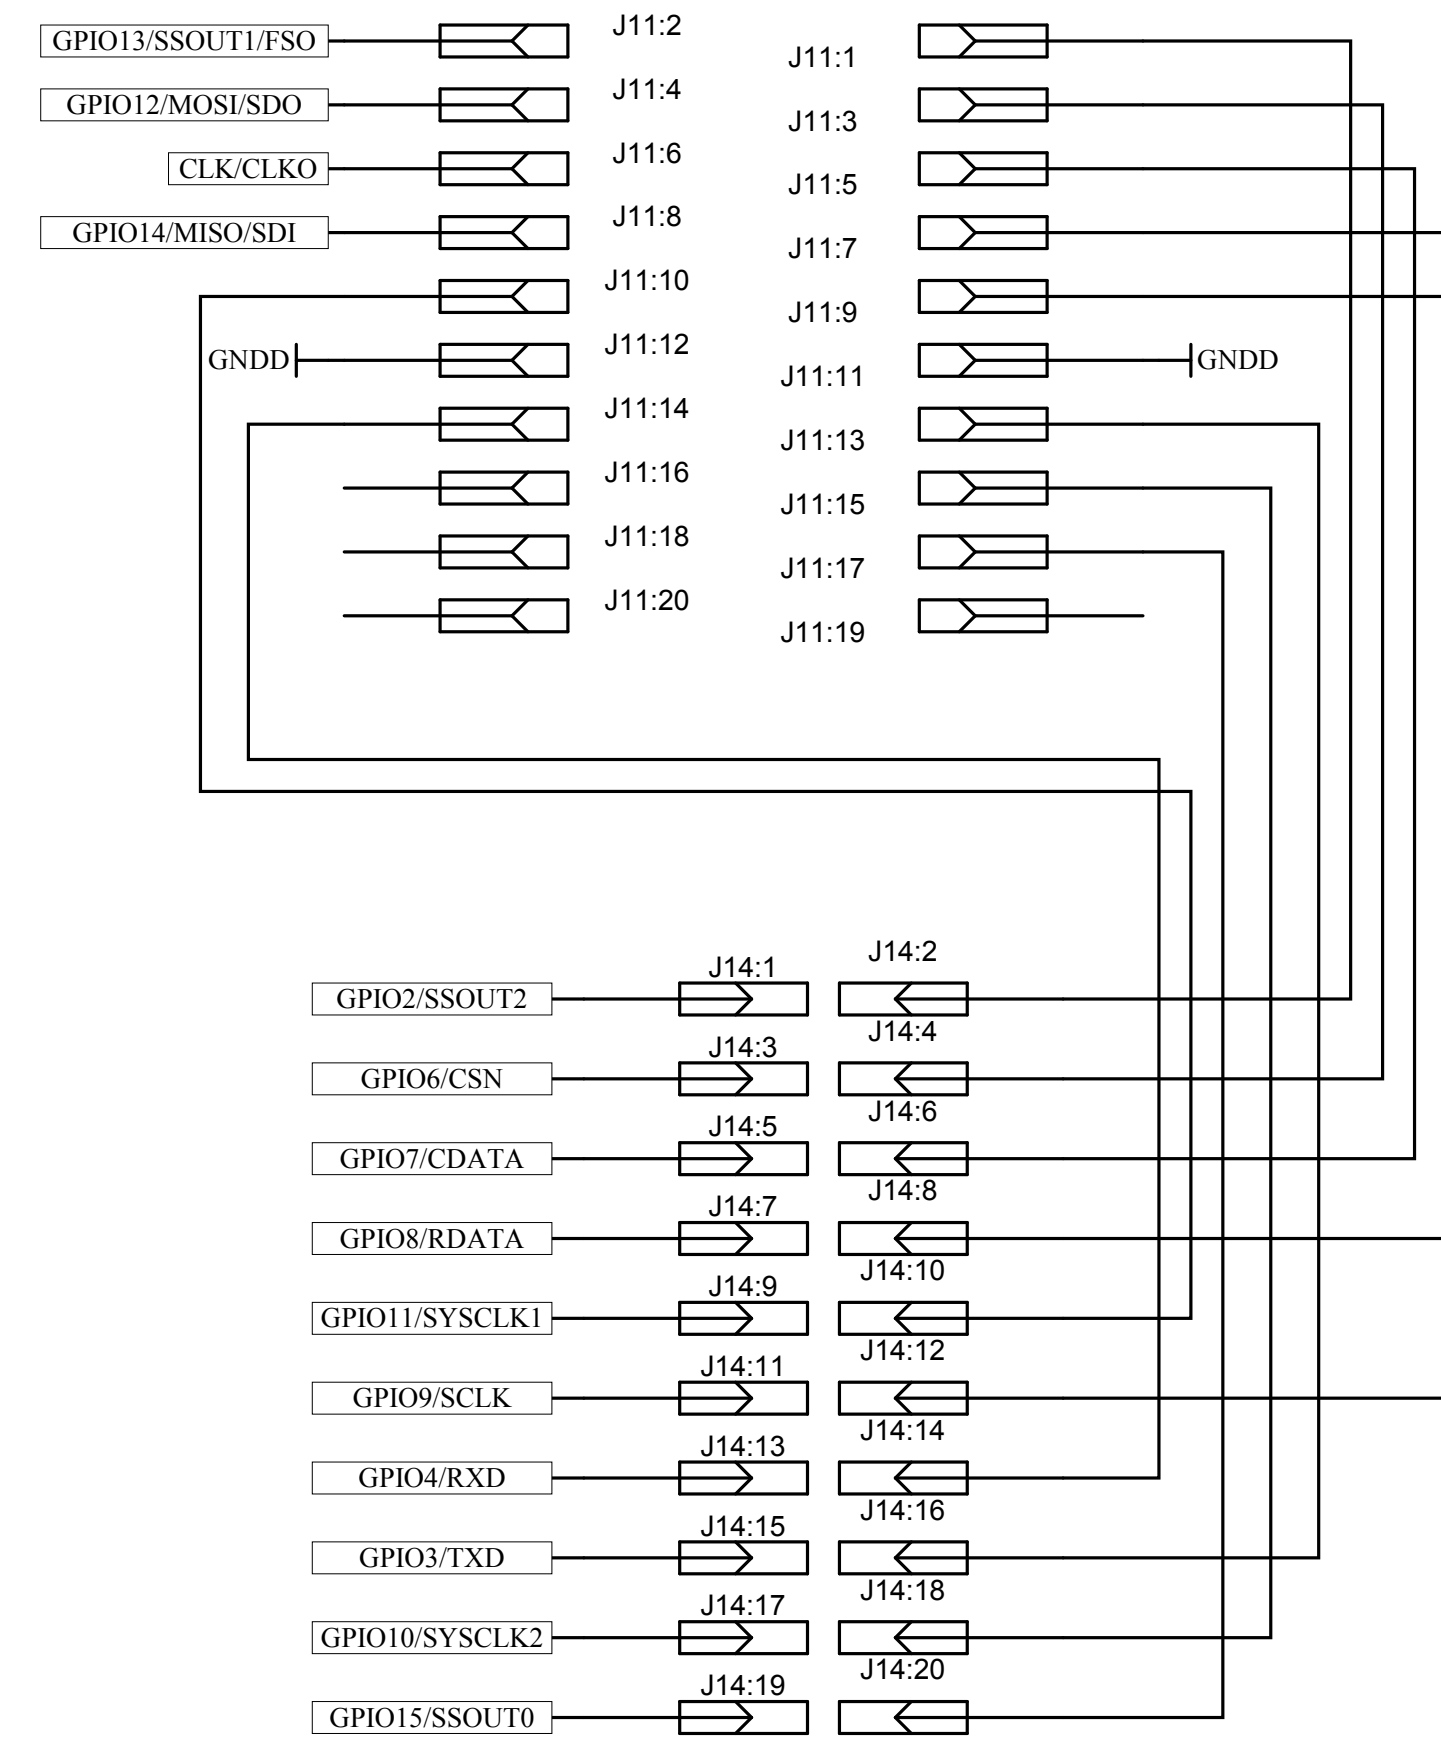 GPIO13/SSOUT1/FSO
J11:2
J11:1
GPIO12/MOSI/SDO
J11:4
J11:3
CLK/CLKO
J11:6
J11:5
GPIO14/MISO/SDI
J11:8
J11:7
J11:10
J11:9
GNDD
J11:12
J11:11
GNDD
J11:14
J11:13
J11:16
J11:15
J11:18
J11:17
J11:20
J11:19
J14:1
J14:2
GPIO2/SSOUT2
J14:3
J14:4
GPIO6/CSN
J14:5
J14:6
GPIO7/CDATA
J14:7
J14:8
GPIO8/RDATA
J14:9
J14:10
GPIO11/SYSCLK1
J14:11
J14:12
GPIO9/SCLK
J14:13
J14:14
GPIO4/RXD
J14:15
J14:16
GPIO3/TXD
J14:17
J14:18
GPIO10/SYSCLK2
J14:19
J14:20
GPIO15/SSOUT0